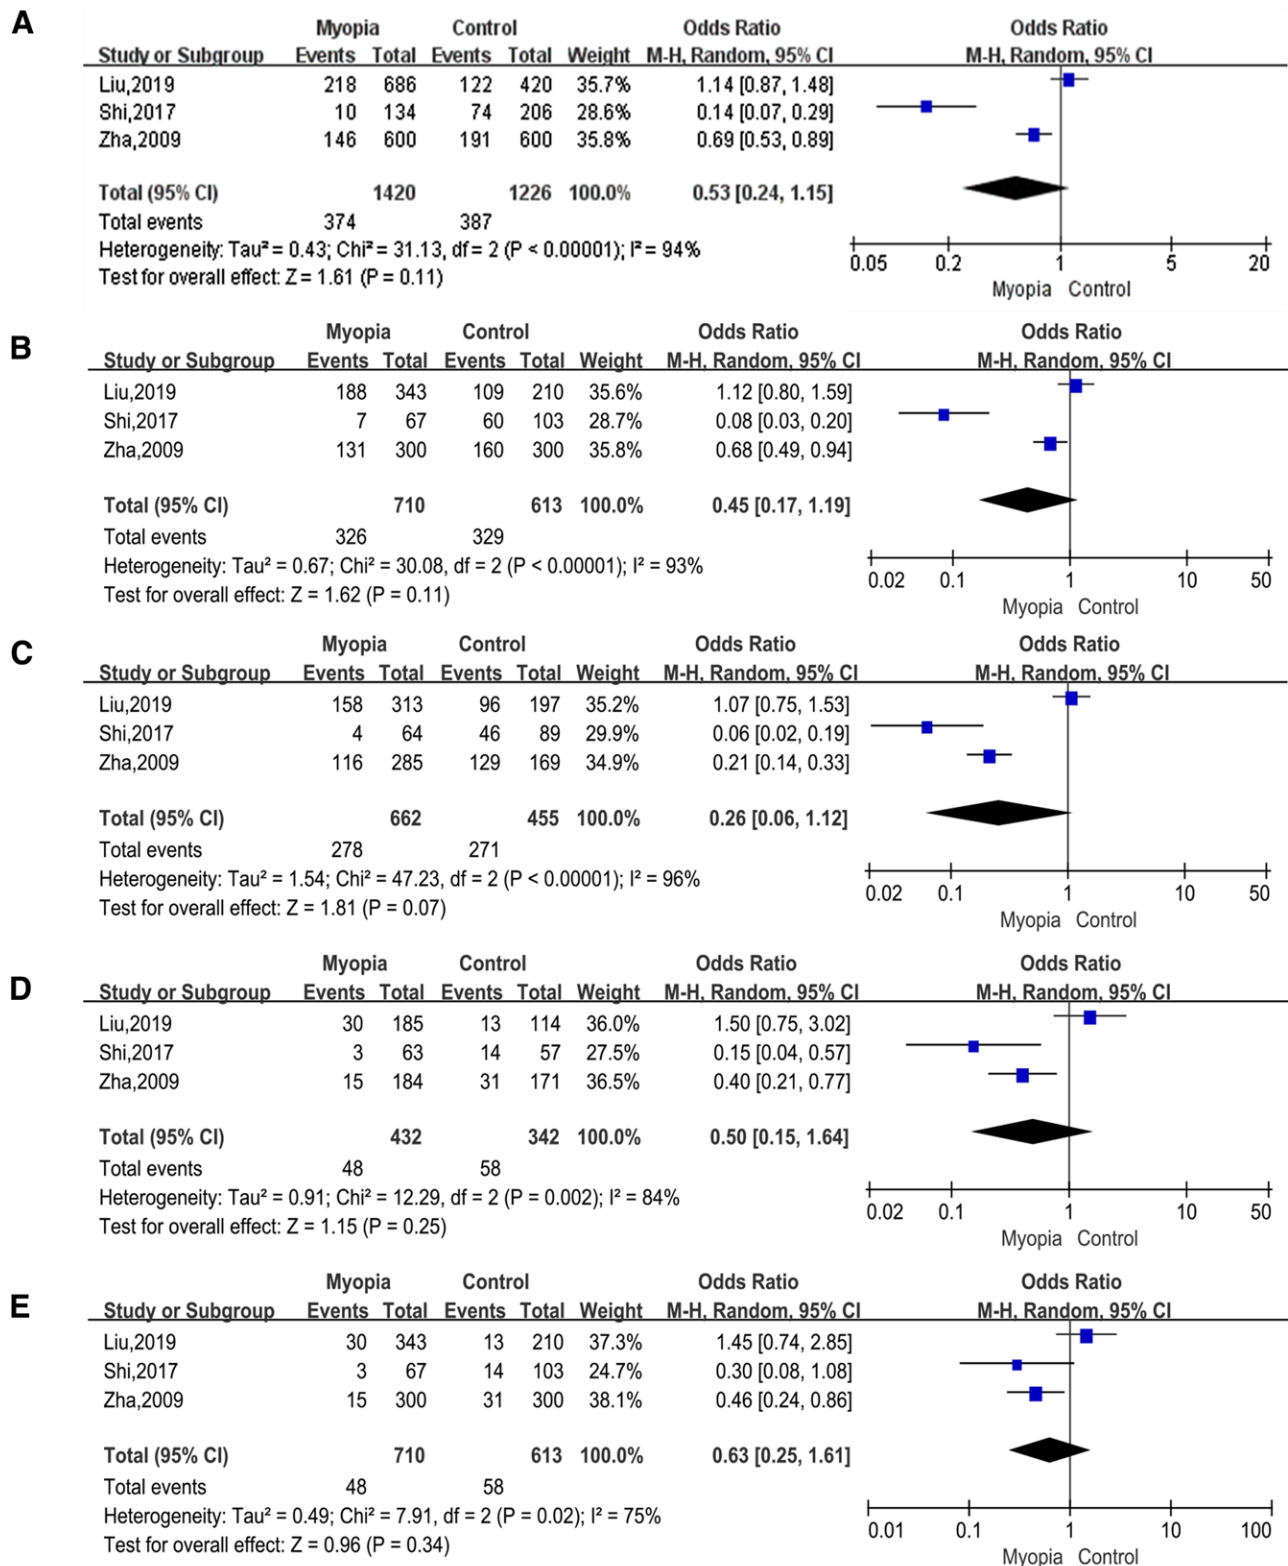 A
Myopia Control Odds Ratio Odds Ratio
Study or Subgroup Events Total Events Total Weight M-H, Random, 95% CI M-H, Random, 95% CI
Liu,2019 218 686 122 420 35.7% 1.14 [0.87, 1.48]
Shi,2017 10 134 74 206 28.6% 0.14 [0.07, 0.29]
Zha,2009 146 600 191 600 35.8% 0.69 [0.53, 0.89]
Total (95% CI) 1420 1226 100.0% 0.53 [0.24, 1.15]
Total events 374 387
Heterogeneity: Tau² = 0.43; Chi² = 31.13, df = 2 (P < 0.00001); I² = 94%
Test for overall effect: Z = 1.61 (P = 0.11)
0.05 0.2 1 5 20
Myopia Control
B
Myopia Control Odds Ratio Odds Ratio
Study or Subgroup Events Total Events Total Weight M-H, Random, 95% CI M-H, Random, 95% CI
Liu,2019 188 343 109 210 35.6% 1.12 [0.80, 1.59]
Shi,2017 7 67 60 103 28.7% 0.08 [0.03, 0.20]
Zha,2009 131 300 160 300 35.8% 0.68 [0.49, 0.94]
Total (95% CI) 710 613 100.0% 0.45 [0.17, 1.19]
Total events 326 329
Heterogeneity: Tau² = 0.67; Chi² = 30.08, df = 2 (P < 0.00001); I² = 93%
Test for overall effect: Z = 1.62 (P = 0.11)
0.02 0.1 1 10 50
Myopia Control
C
Myopia Control Odds Ratio Odds Ratio
Study or Subgroup Events Total Events Total Weight M-H, Random, 95% CI M-H, Random, 95% CI
Liu,2019 158 313 96 197 35.2% 1.07 [0.75, 1.53]
Shi,2017 4 64 46 89 29.9% 0.06 [0.02, 0.19]
Zha,2009 116 285 129 169 34.9% 0.21 [0.14, 0.33]
Total (95% CI) 662 455 100.0% 0.26 [0.06, 1.12]
Total events 278 271
Heterogeneity: Tau² = 1.54; Chi² = 47.23, df = 2 (P < 0.00001); I² = 96%
Test for overall effect: Z = 1.81 (P = 0.07)
0.02 0.1 1 10 50
Myopia Control
D
Myopia Control Odds Ratio Odds Ratio
Study or Subgroup Events Total Events Total Weight M-H, Random, 95% CI M-H, Random, 95% CI
Liu,2019 30 185 13 114 36.0% 1.50 [0.75, 3.02]
Shi,2017 3 63 14 57 27.5% 0.15 [0.04, 0.57]
Zha,2009 15 184 31 171 36.5% 0.40 [0.21, 0.77]
Total (95% CI) 432 342 100.0% 0.50 [0.15, 1.64]
Total events 48 58
Heterogeneity: Tau² = 0.91; Chi² = 12.29, df = 2 (P = 0.002); I² = 84%
Test for overall effect: Z = 1.15 (P = 0.25)
0.02 0.1 1 10 50
Myopia Control
E
Myopia Control Odds Ratio Odds Ratio
Study or Subgroup Events Total Events Total Weight M-H, Random, 95% CI M-H, Random, 95% CI
Liu,2019 30 343 13 210 37.3% 1.45 [0.74, 2.85]
Shi,2017 3 67 14 103 24.7% 0.30 [0.08, 1.08]
Zha,2009 15 300 31 300 38.1% 0.46 [0.24, 0.86]
Total (95% CI) 710 613 100.0% 0.63 [0.25, 1.61]
Total events 48 58
Heterogeneity: Tau² = 0.49; Chi² = 7.91, df = 2 (P = 0.02); I² = 75%
Test for overall effect: Z = 0.96 (P = 0.34)
0.01 0.1 1 10 100
Myopia Control